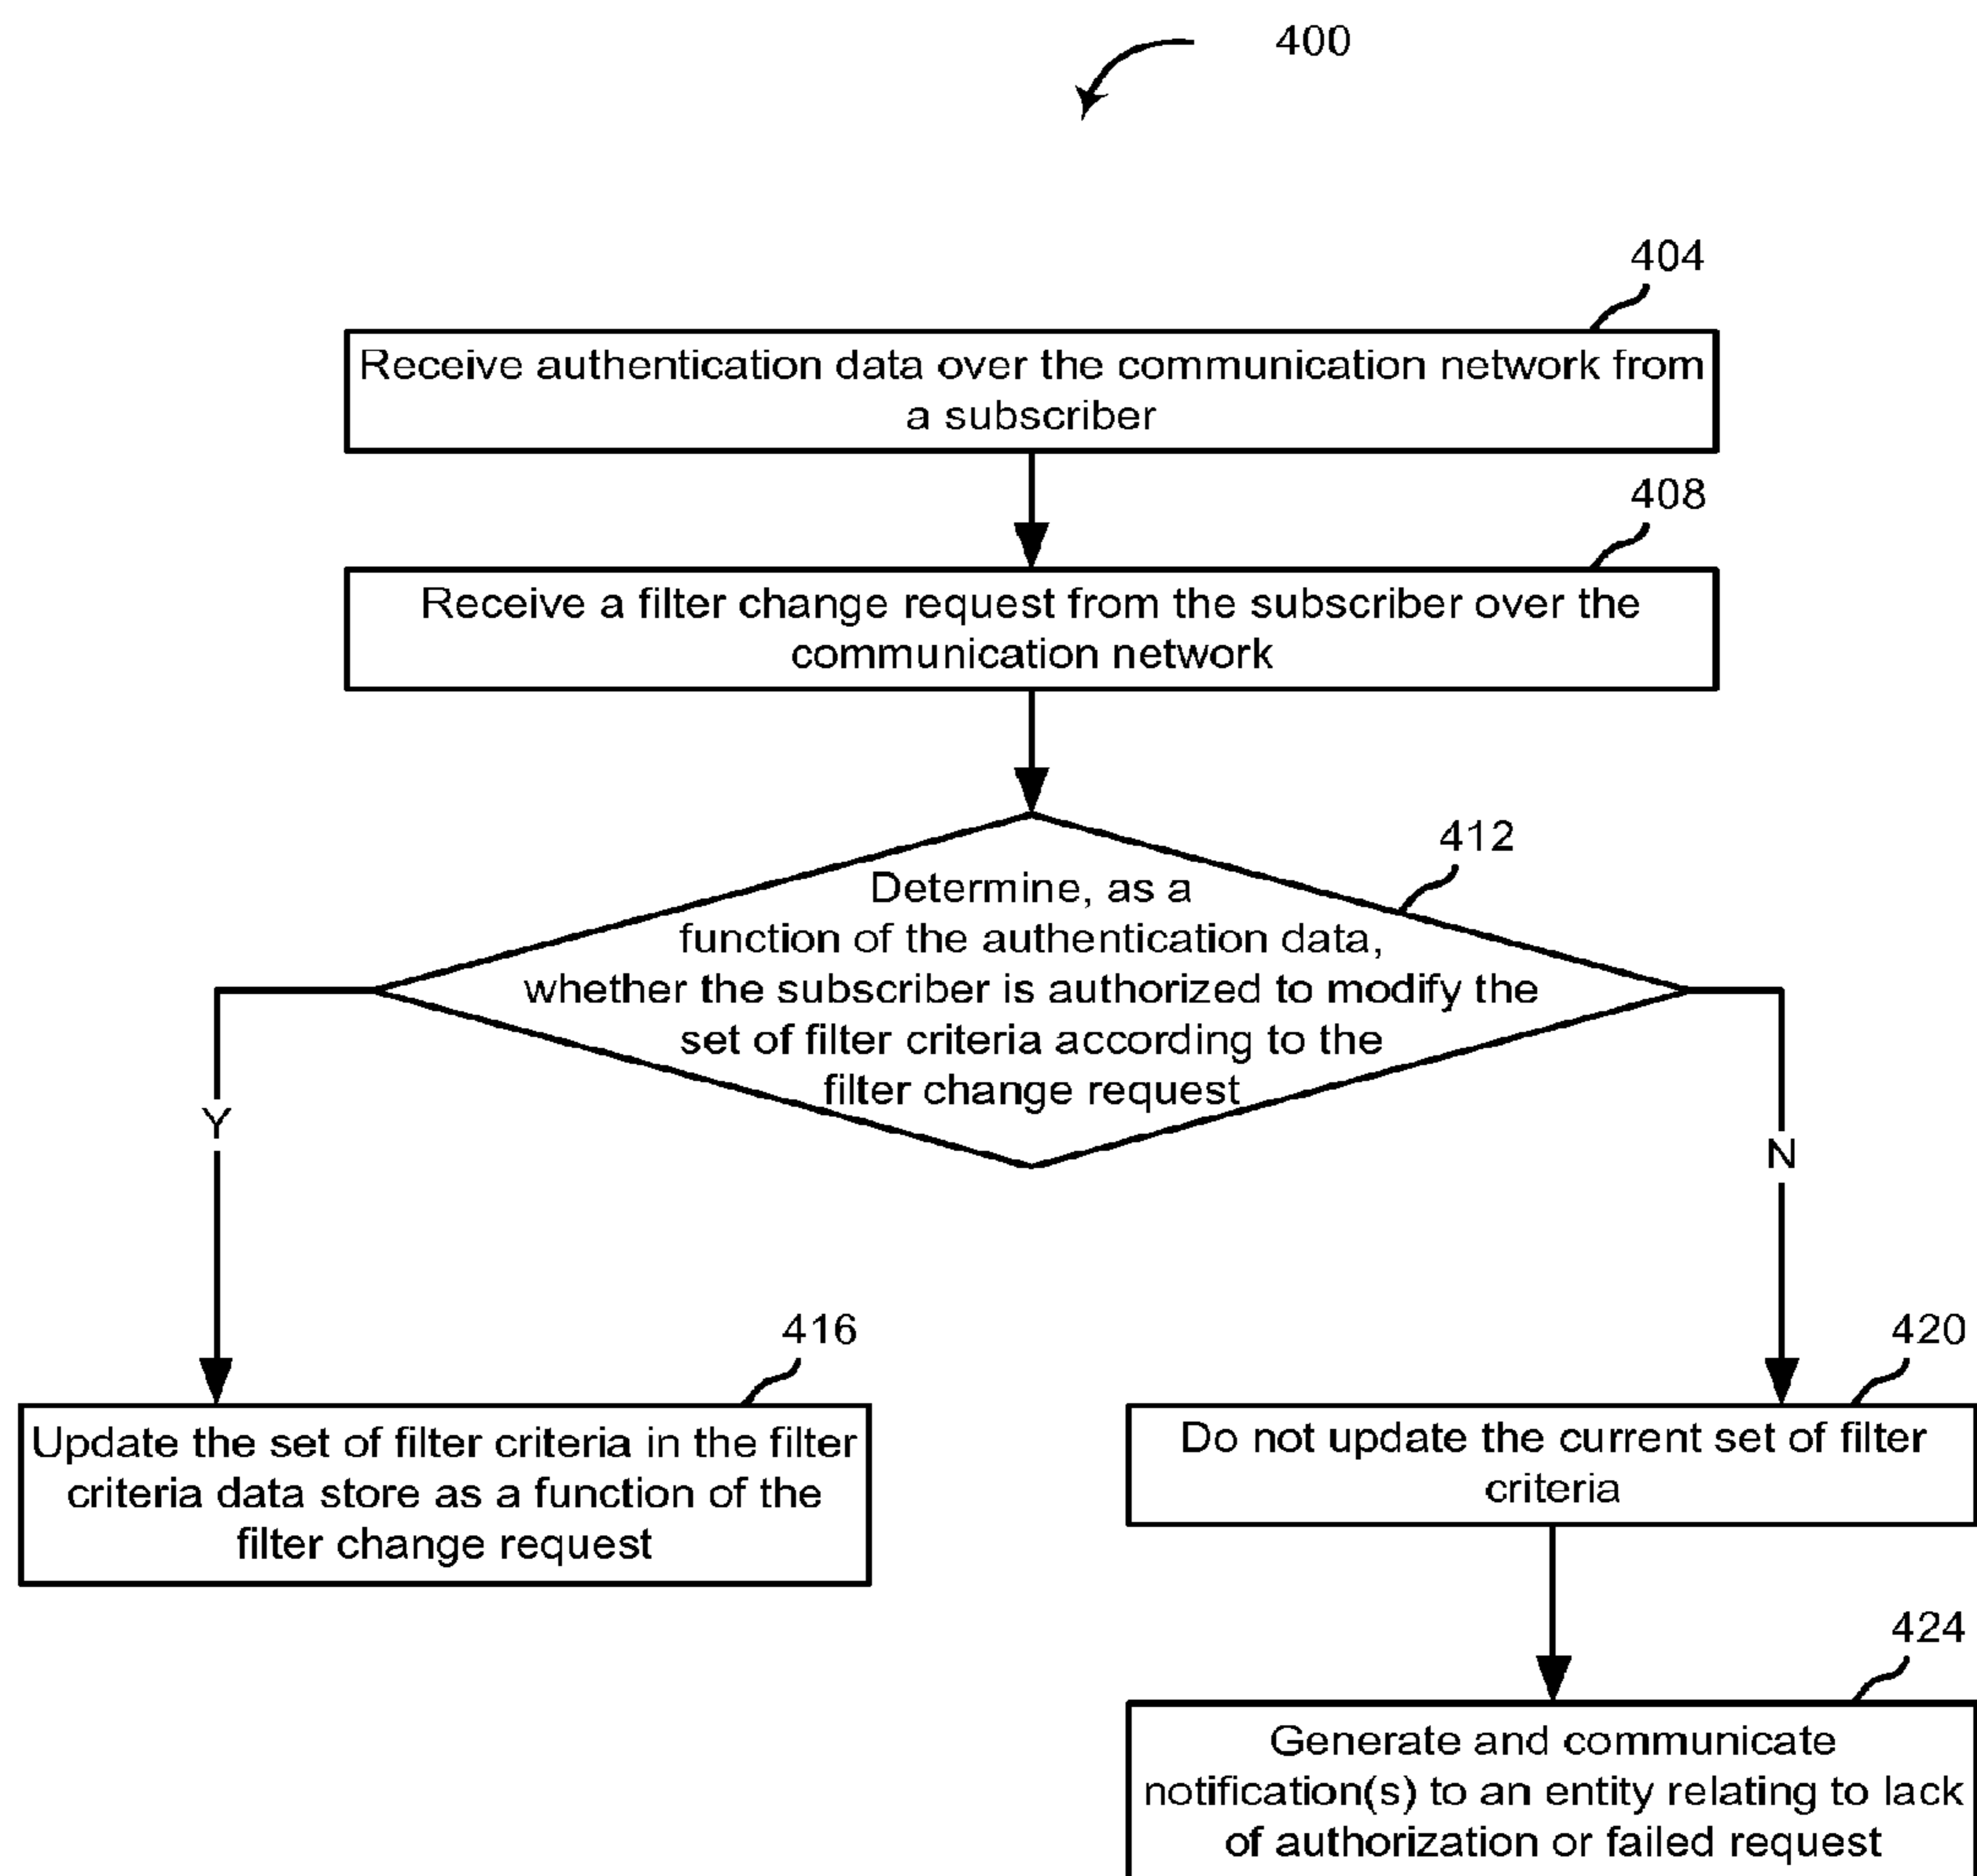 400
404
Receive authentication data over the communication network from
a subscriber
408
Receive a filter change request from the subscriber over the
communication network
412
Determine, as a
function of the authentication data,
whether the subscriber is authorized to modify the
set of filter criteria according to the
filter change request
Y
N
416
Update the set of filter criteria in the filter
criteria data store as a function of the
filter change request
420
Do not update the current set of filter
criteria
424
Generate and communicate
notification(s) to an entity relating to lack
of authorization or failed request